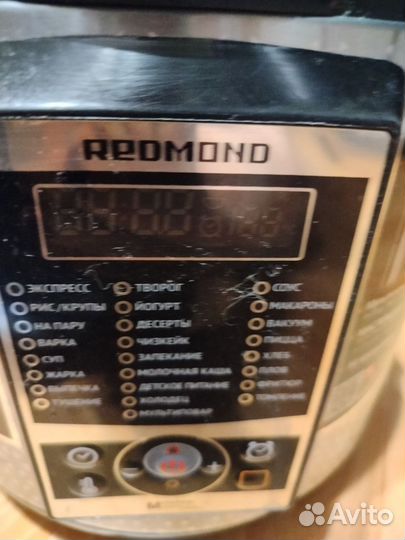 REDMOND
ЭКСПРЕСС
РИС/КРУПЫ
НА ПАРУ
ВАРКА
СУП
ЖАРКА
ВЫПЕЧКА
ТУШЕНИЕ
ТВОРОГ
ЙОГУРТ
ДЕСЕРТЫ
ЧИЗКЕЙК
ЗАПЕКАНИЕ
МОЛОЧНАЯ КАША
ДЕТСКОЕ ПИТАНИЕ
ХОЛОДЕЦ
МУЛЬТИПОВАР
СОУС
МАКАРОНЫ
ВАКУУМ
ПИЦЦА
ХЛЕБ
ПЛОВ
ФРИТЮР
ТОМЛЕНИЕ
Avito